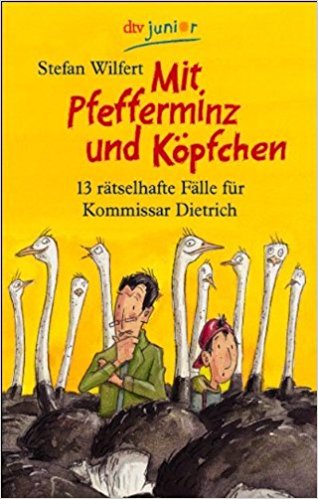 dtv junior
Stefan Wilfert Mit
Pfefferminz
und Köpfchen
13 rätselhafte Fälle für
Kommissar Dietrich